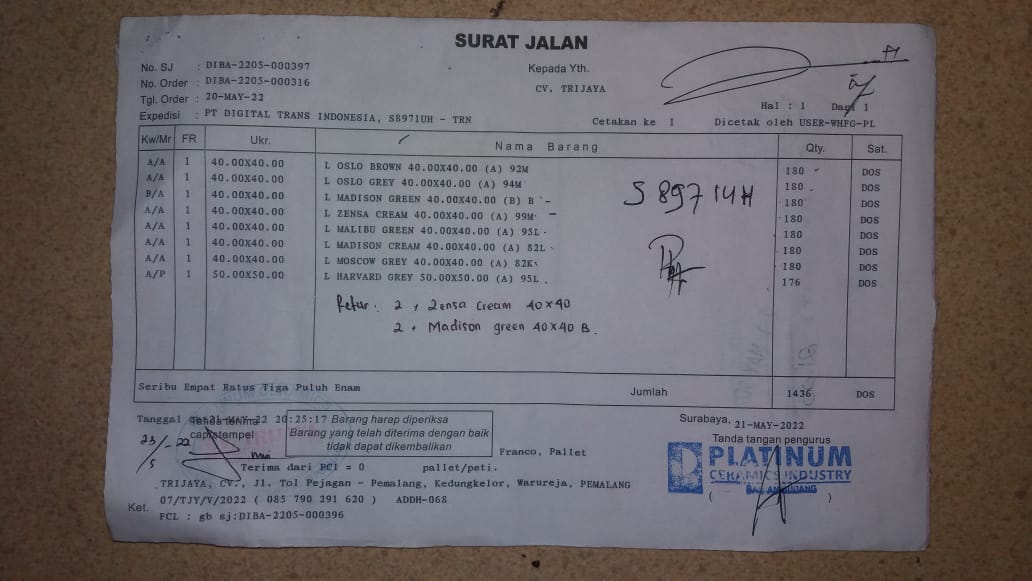 SURAT JALAN
No. SJ : DIBA-2205-000397
Kepada Yth.
No. Order : DIBA-2205-000316
CV. TRIJAYA
Tgl. Order : 20-MAY-22
Hal : 1 Dari 1
Expedisi : PT DIGITAL TRANS INDONESIA, S8971UH - TRN
Cetakan ke 1 Dicetak oleh USER-WHFG-PL
Kw/Mr FR Ukr. Nama Barang Qty. Sat.
A/A 1 40.00X40.00 L OSLO BROWN 40.00X40.00 (A) 92M 180 DOS
A/A 1 40.00X40.00 L OSLO GREY 40.00X40.00 (A) 94M 180 DOS
B/A 1 40.00X40.00 L MADISON GREEN 40.00X40.00 (B) B 180 DOS
A/A 1 40.00X40.00 L ZENSA CREAM 40.00X40.00 (A) 99M 180 DOS
A/A 1 40.00X40.00 L MALIBU GREEN 40.00X40.00 (A) 95L 180 DOS
A/A 1 40.00X40.00 L MADISON CREAM 40.00X40.00 (A) 82L 180 DOS
A/A 1 40.00X40.00 L MOSCOW GREY 40.00X40.00 (A) 82K 180 DOS
A/P 1 50.00X50.00 L HARVARD GREY 50.00X50.00 (A) 95L 176 DOS
Retur : 2 + Zensa Cream 40x40
2 + Madison green 40x40 B.
Seribu Empat Ratus Tiga Puluh Enam
Jumlah 1436 DOS
Tanggal 21-MAY-22 20:25:17
Tanda terima
cap/stempel
23/5-22
Barang harap diperiksa
Barang yang telah diterima dengan baik
tidak dapat dikembalikan
Franco, Pallet
Surabaya, 21-MAY-2022
Tanda tangan pengurus
PLATINUM
CERAMICS INDUSTRY
Terima dari PCI = 0 pallet/peti.
TRIJAYA, CV., Jl. Tol Pejagan - Pemalang, Kedungkelor, Warureja, PEMALANG
07/TJY/V/2022 ( 085 790 291 620 ) ADDH-068
Ket. FCL : gb sj:DIBA-2205-000396